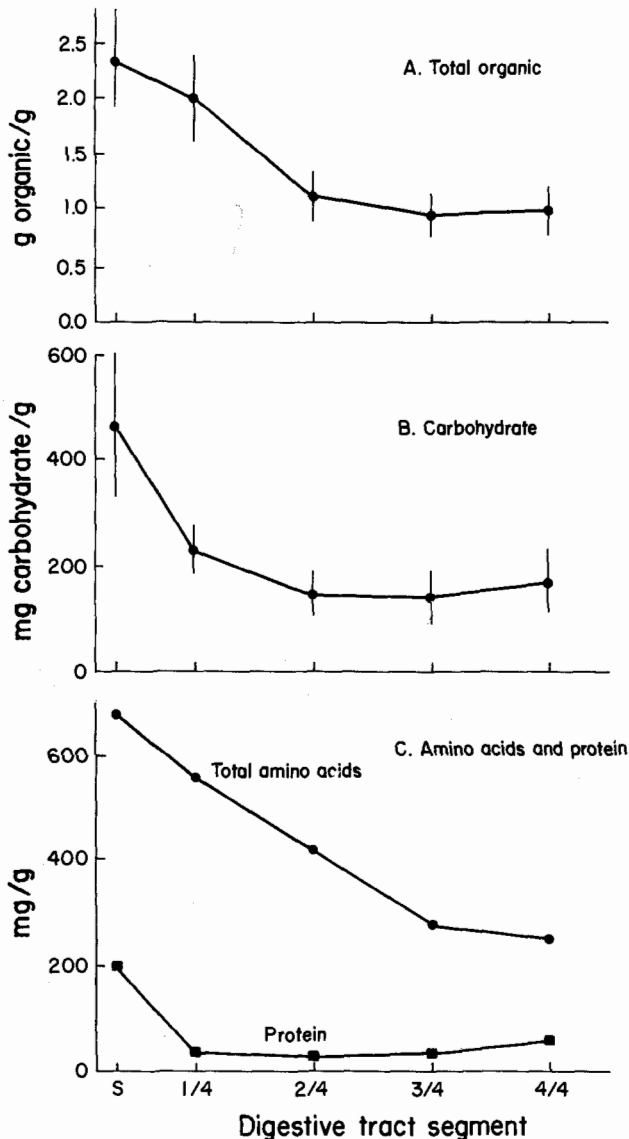 2.5
A. Total organic
2.0
1.5
1.0
0.5
0.0
g organic/g
600
B. Carbohydrate
400
200
0
mg carbohydrate/g
C. Amino acids and protein
600
Total amino acids
400
200
Protein
0
mg/g
S 1/4 2/4 3/4 4/4
Digestive tract segment